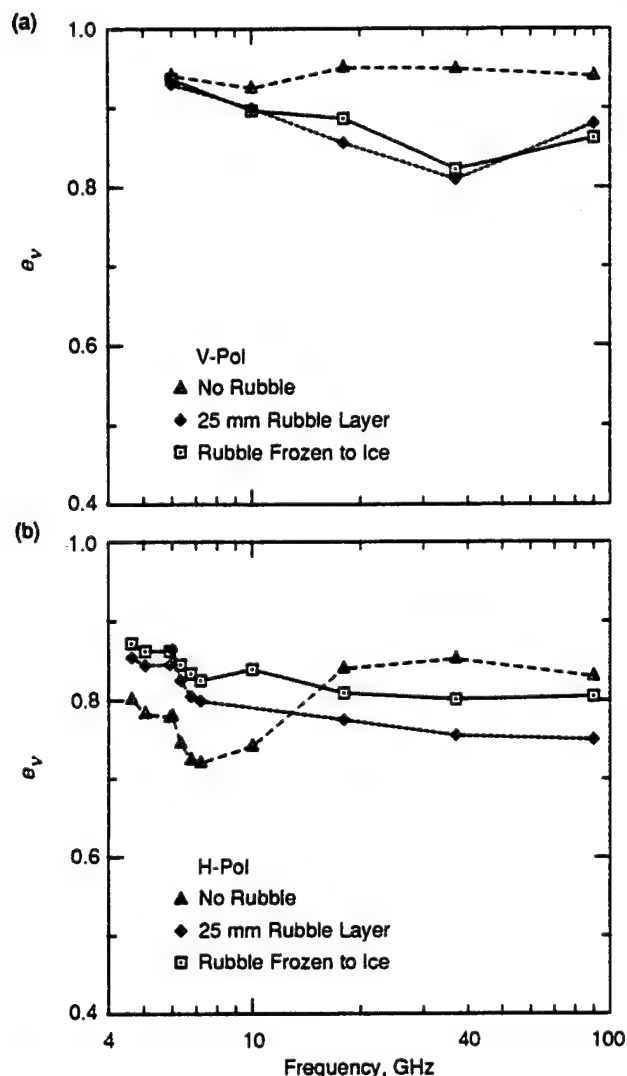 (a)
1.0
0.8
0.6
0.4
e_ν
V-Pol
No Rubble
25 mm Rubble Layer
Rubble Frozen to Ice
(b)
1.0
0.8
0.6
0.4
e_ν
H-Pol
No Rubble
25 mm Rubble Layer
Rubble Frozen to Ice
4 10 40 100
Frequency, GHz